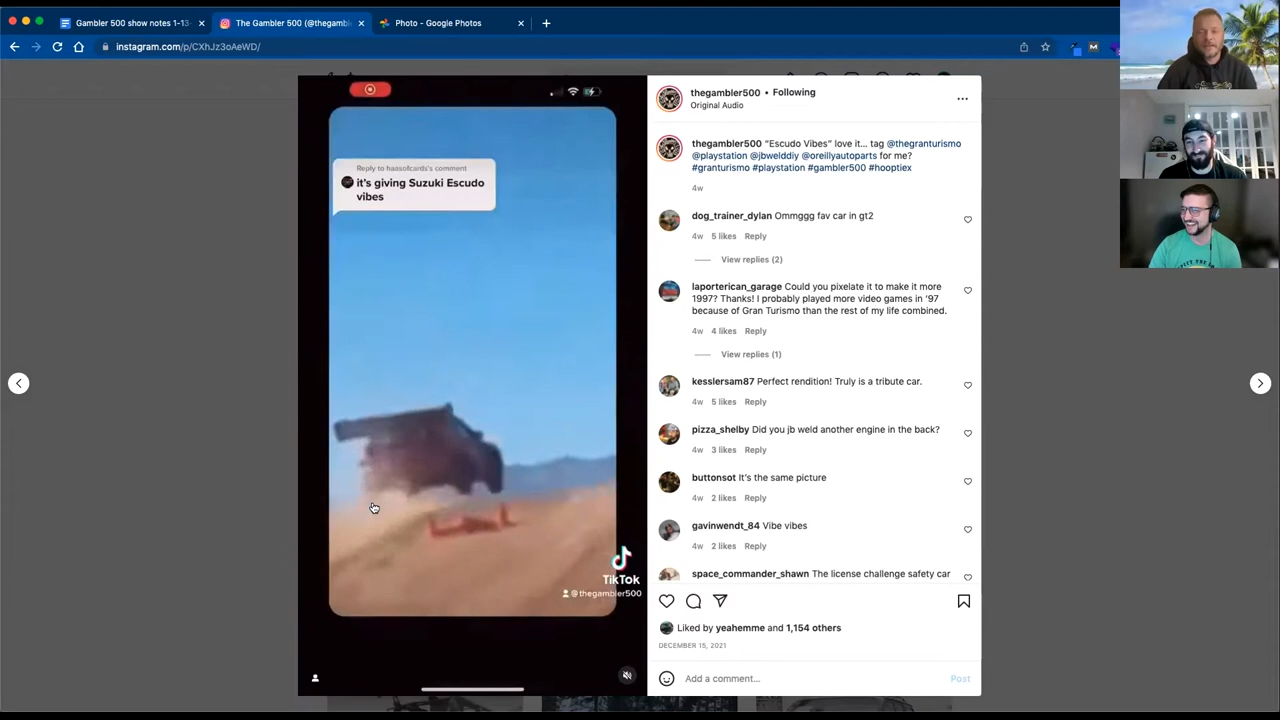 Gambler 500 show notes 1-13
The Gambler 500 (@thegambl
Photo - Google Photos
instagram.com/p/CXhJz3oAeWD/
Reply to haasofcards's comment
it's giving Suzuki Escudo
vibes
TikTok
@thegambler500
thegambler500 • Following
Original Audio
thegambler500 “Escudo Vibes” love it... tag @thegranturismo
@playstation @jbwelddiy @oreillyautoparts for me?
#granturismo #playstation #gambler500 #hooptiex
4w
dog_trainer_dylan Ommggg fav car in gt2
4w 5 likes Reply
View replies (2)
laporterican_garage Could you pixelate it to make it more
1997? Thanks! I probably played more video games in '97
because of Gran Turismo than the rest of my life combined.
4w 4 likes Reply
View replies (1)
kesslersam87 Perfect rendition! Truly is a tribute car.
4w 5 likes Reply
pizza_shelby Did you jb weld another engine in the back?
4w 3 likes Reply
buttonsot It's the same picture
4w 2 likes Reply
gavinwendt_84 Vibe vibes
4w 2 likes Reply
space_commander_shawn The license challenge safety car
Liked by yeahemme and 1,154 others
DECEMBER 15, 2021
Add a comment...
Post